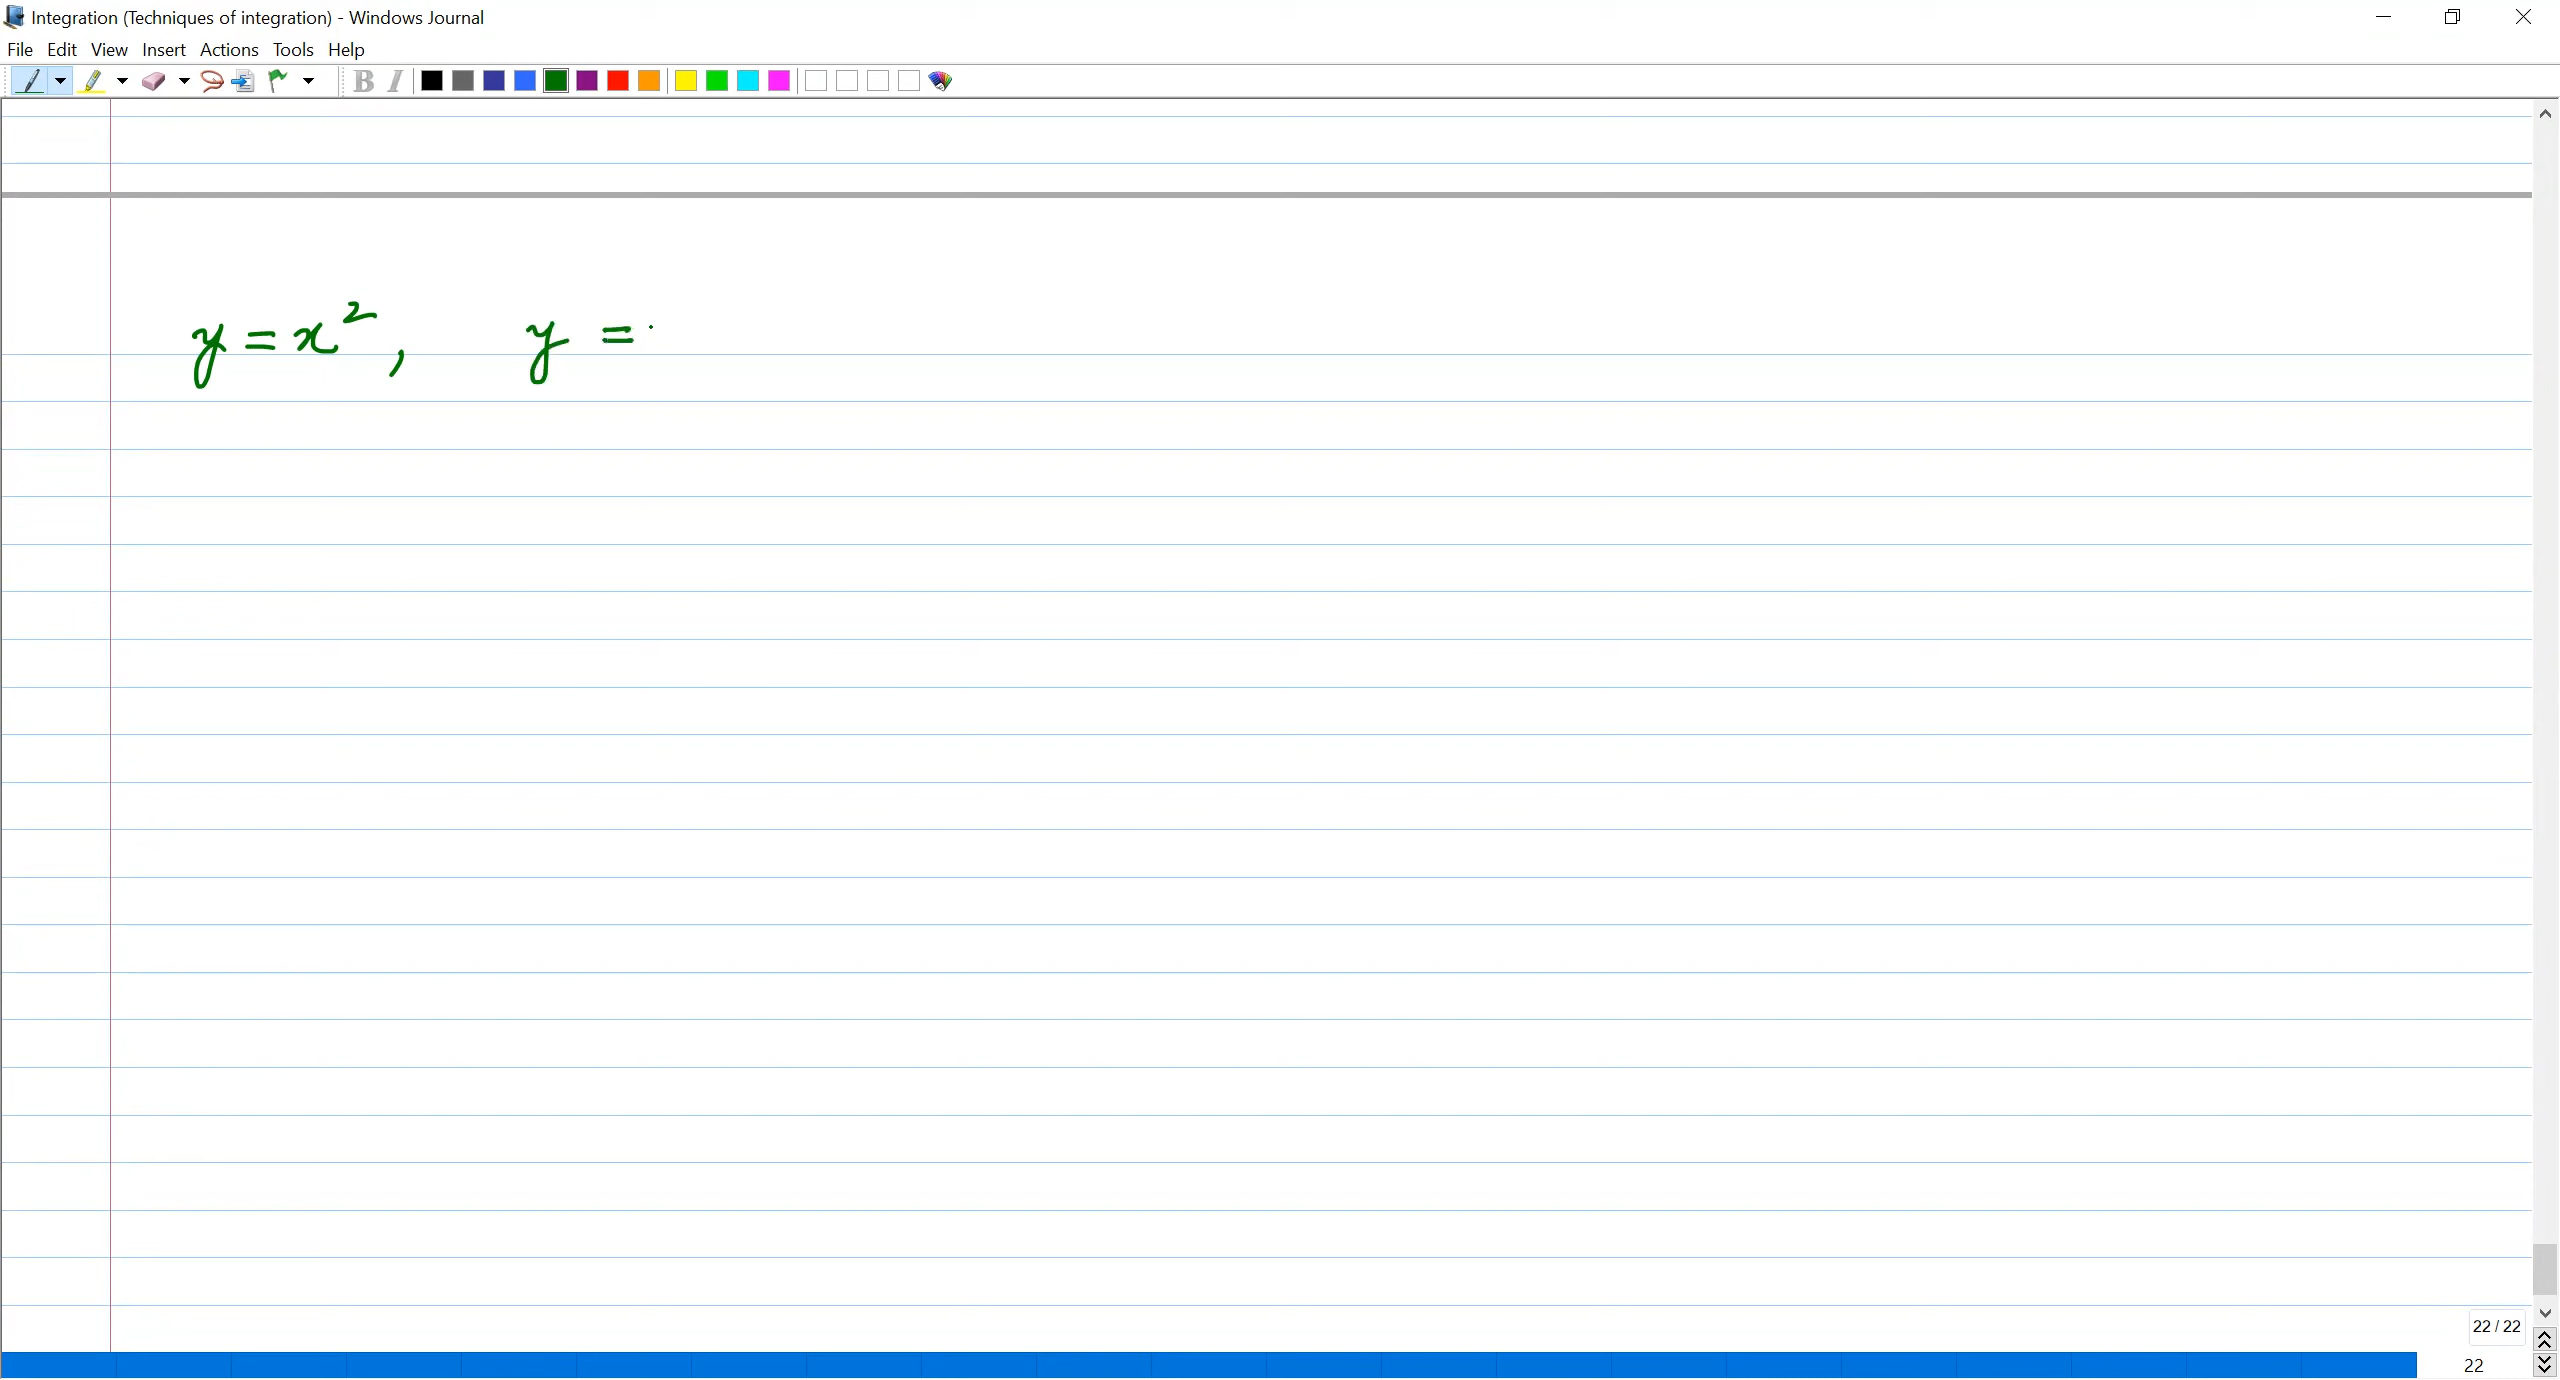 Integration (Techniques of integration) - Windows Journal
File Edit View Insert Actions Tools Help
B I
y = x², y =
22 / 22
22